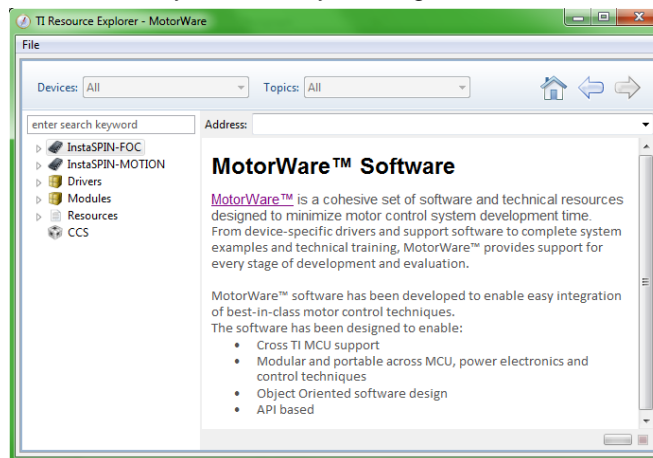 TI Resource Explorer - MotorWare
File
Devices: All Topics: All
enter search keyword Address:
InstaSPIN-FOC
InstaSPIN-MOTION
Drivers
Modules
Resources
CCS
MotorWare™ Software
MotorWare™ is a cohesive set of software and technical resources
designed to minimize motor control system development time.
From device-specific drivers and support software to complete system
examples and technical training, MotorWare™ provides support for
every stage of development and evaluation.
MotorWare™ software has been developed to enable easy integration
of best-in-class motor control techniques.
The software has been designed to enable:
• Cross TI MCU support
• Modular and portable across MCU, power electronics and
control techniques
• Object Oriented software design
• API based